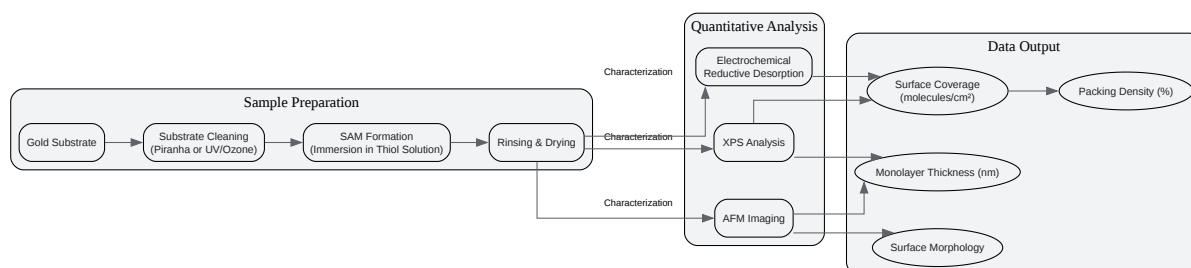 Quantitative Analysis
Data Output
Electrochemical
Reductive Desorption
Characterization
Surface Coverage
(molecules/cm²)
Packing Density (%)
Sample Preparation
Gold Substrate
Substrate Cleaning
(Piranha or UV/Ozone)
SAM Formation
(Immersion in Thiol Solution)
Rinsing & Drying
Characterization
XPS Analysis
Monolayer Thickness (nm)
Characterization
AFM Imaging
Surface Morphology